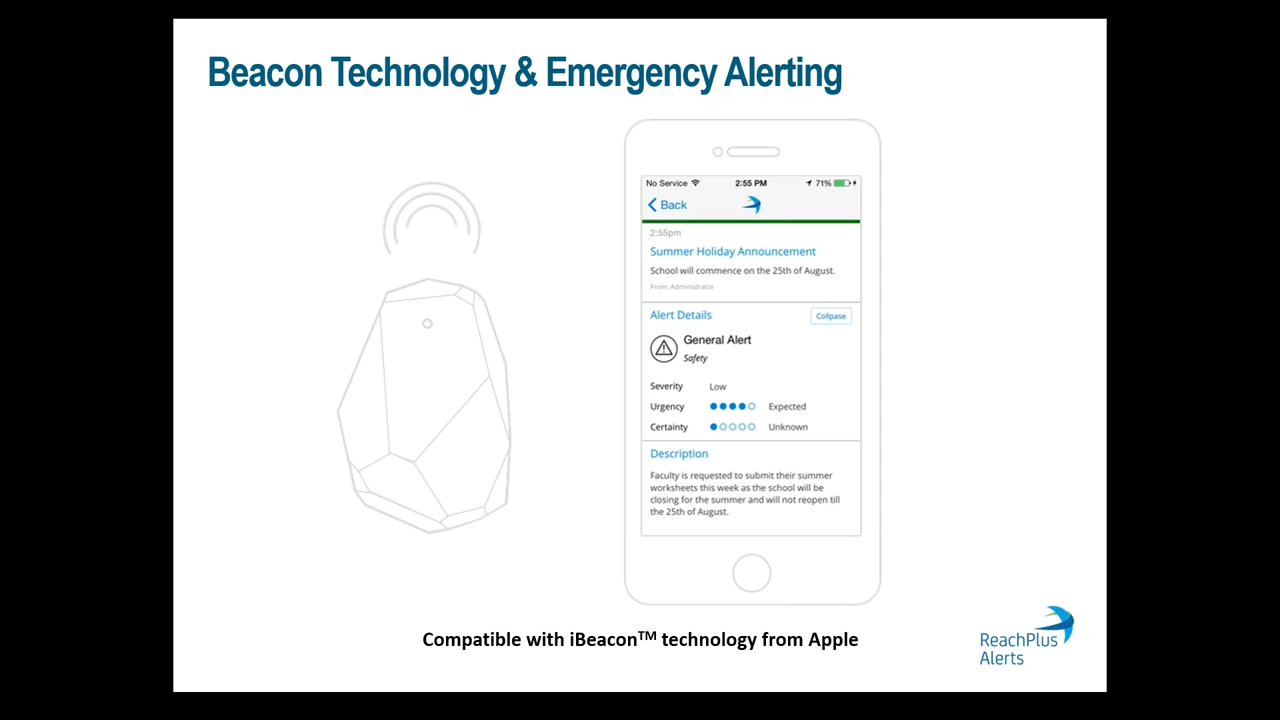 Beacon Technology & Emergency Alerting
No Service 2:55 PM 71%
Back
2:55pm
Summer Holiday Announcement
School will commence on the 25th of August.
From: Administrator
Alert Details Collpase
General Alert
Safety
Severity Low
Urgency Expected
Certainty Unknown
Description
Faculty is requested to submit their summer
worksheets this week as the school will be
closing for the summer and will not reopen till
the 25th of August.
Compatible with iBeacon™ technology from Apple
ReachPlus
Alerts